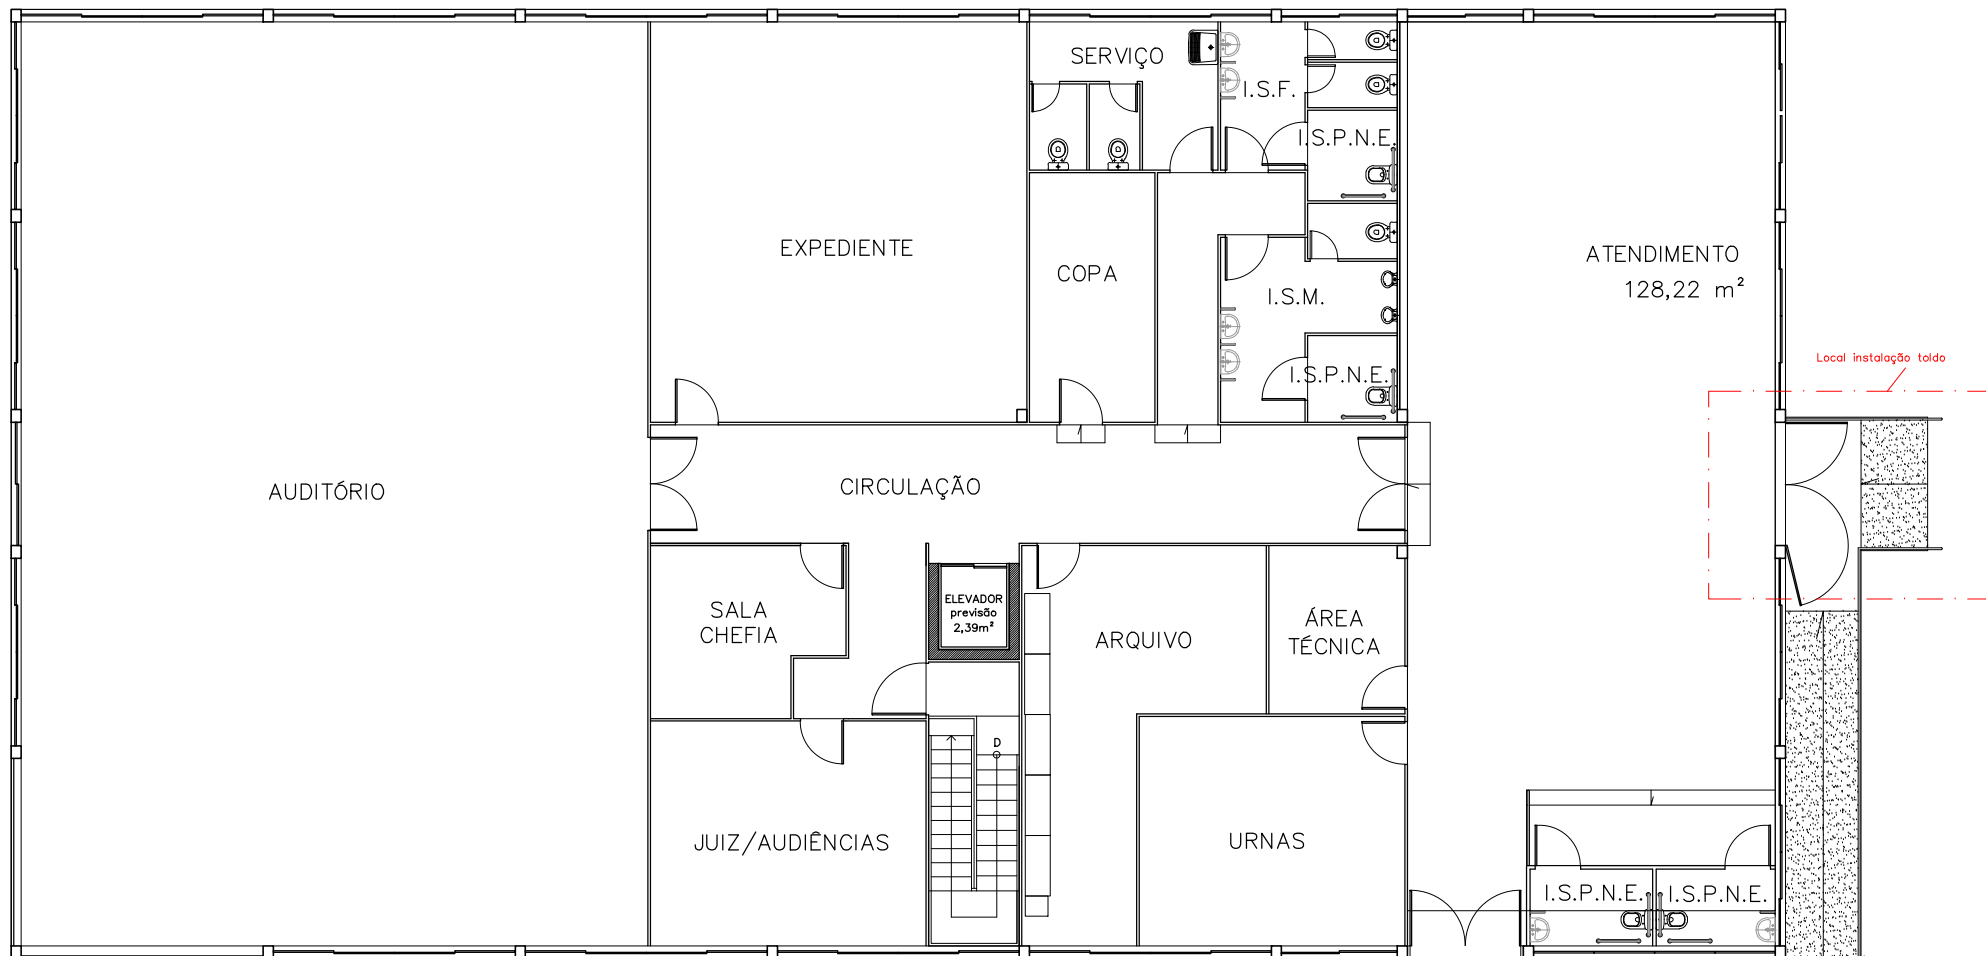 SERVIÇO
I.S.F.
I.S.P.N.E.
EXPEDIENTE
COPA
I.S.M.
ATENDIMENTO
128,22 m²
Local instalação toldo
I.S.P.N.E.
AUDITÓRIO
CIRCULAÇÃO
SALA
CHEFIA
ELEVADOR
previsão
2,39m²
ARQUIVO
ÁREA
TÉCNICA
D
JUIZ/AUDIÊNCIAS
URNAS
I.S.P.N.E.
I.S.P.N.E.